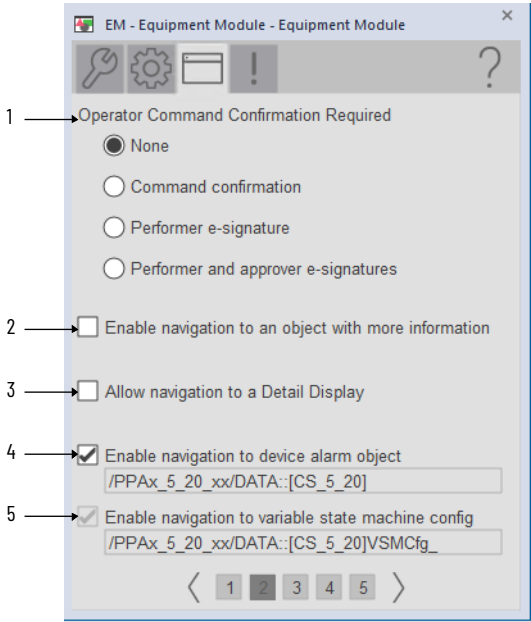 EM - Equipment Module - Equipment Module
×
!
?
1
Operator Command Confirmation Required
None
Command confirmation
Performer e-signature
Performer and approver e-signatures
2
Enable navigation to an object with more information
3
Allow navigation to a Detail Display
4
Enable navigation to device alarm object
/PPAx_5_20_xx/DATA::[CS_5_20]
5
Enable navigation to variable state machine config
/PPAx_5_20_xx/DATA::[CS_5_20]VSMCfg_
1 2 3 4 5